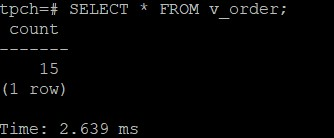 tpch=# SELECT * FROM v_order;
count
-------
15
(1 row)
Time: 2.639 ms